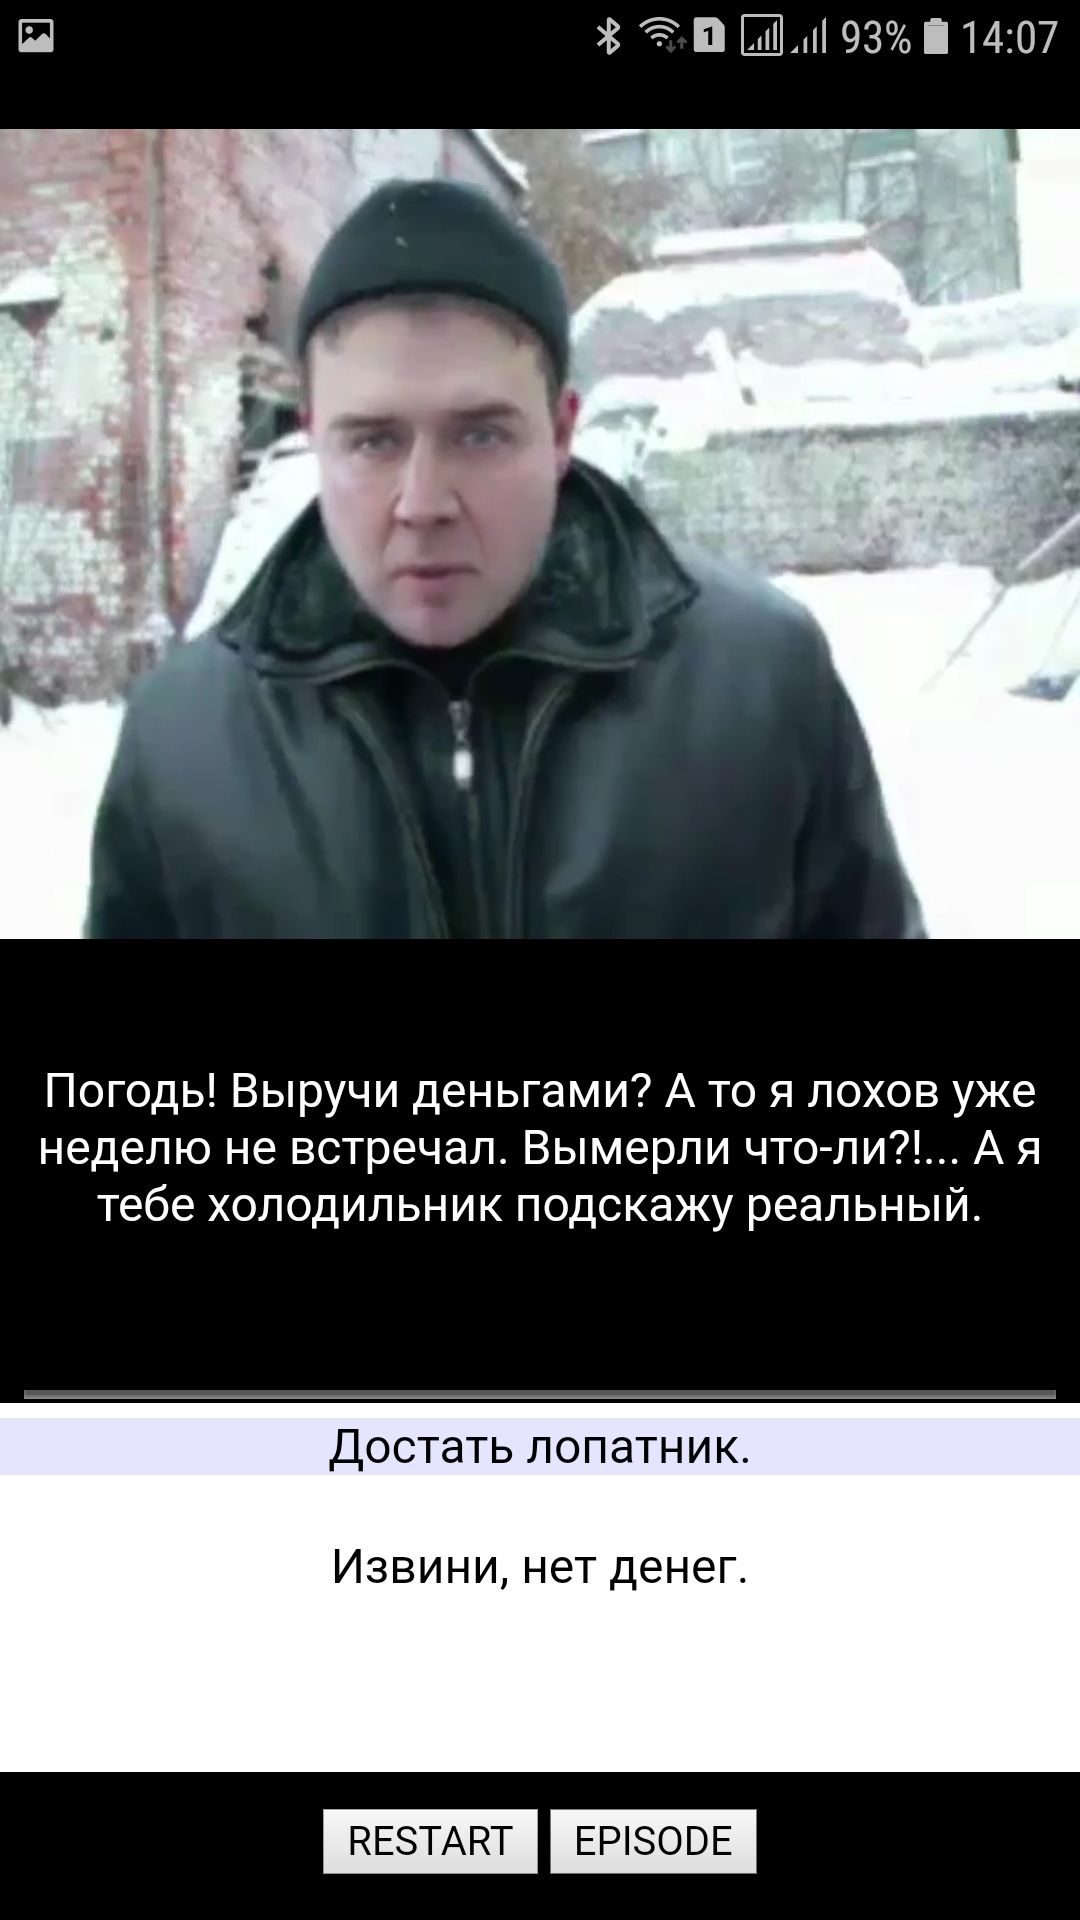 1 93% 14:07
Погодь! Выручи деньгами? А то я лохов уже
неделю не встречал. Вымерли что-ли?!... А я
тебе холодильник подскажу реальный.
Достать лопатник.
Извини, нет денег.
RESTART EPISODE